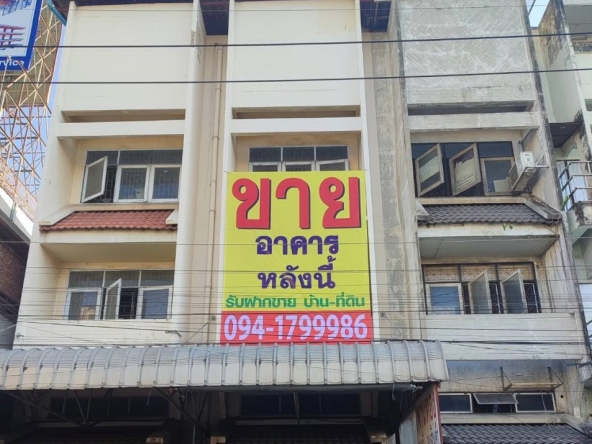 rvice
ขาย
อาคาร
หลังนี้
รับฝากขาย บ้าน-ที่ดิน
094-1799986